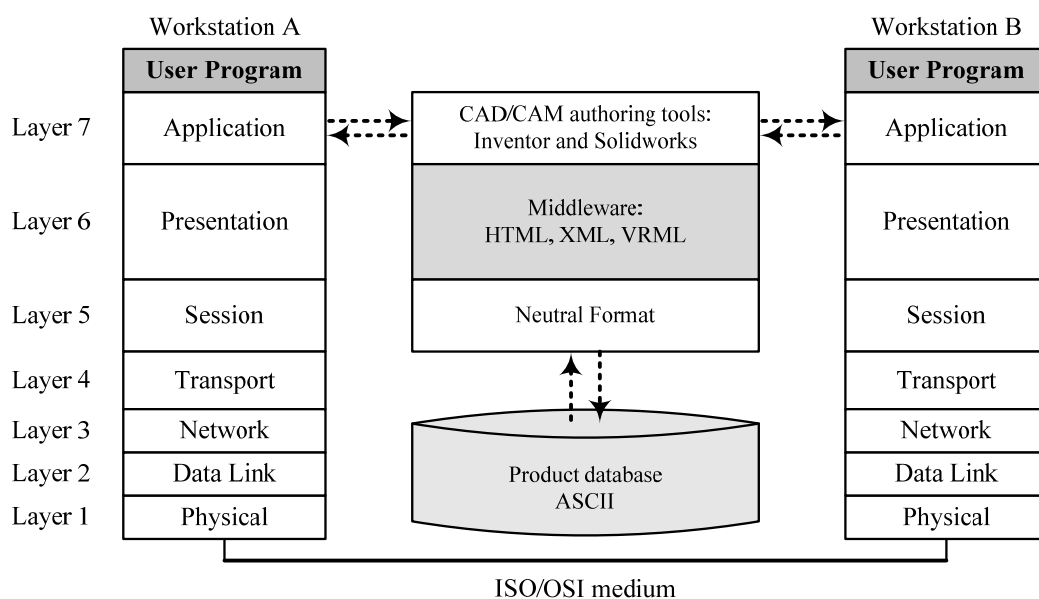 Workstation A
Workstation B
User Program
User Program
Layer 7
Application
CAD/CAM authoring tools:
Inventor and Solidworks
Application
Layer 6
Presentation
Middleware:
HTML, XML, VRML
Presentation
Layer 5
Session
Neutral Format
Session
Layer 4
Transport
Transport
Layer 3
Network
Network
Layer 2
Data Link
Product database
ASCII
Data Link
Layer 1
Physical
Physical
ISO/OSI medium